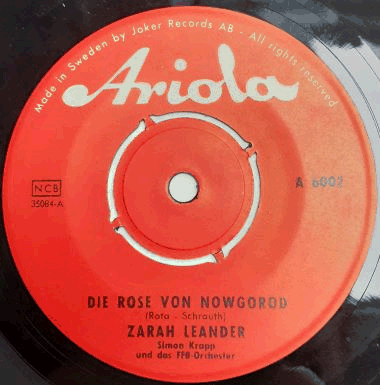 Made in Sweden by Joker Records AB - All rights reserved
Ariola
NCB
35084-A
A 6002
DIE ROSE VON NOWGOROD
(Rota - Schrauth)
ZARAH LEANDER
Simon Krapp
und das FFB-Orchester